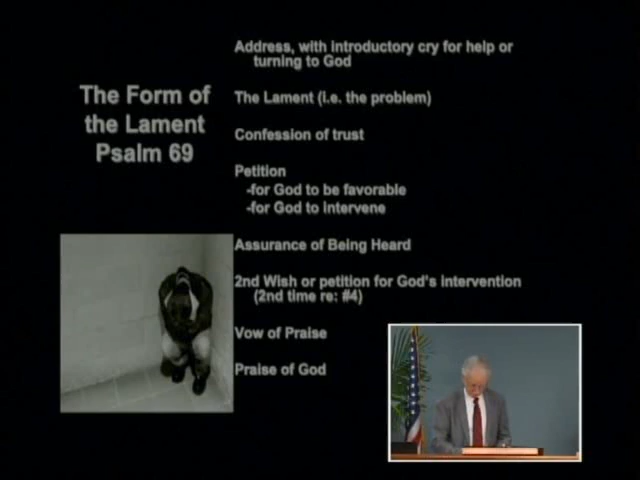 The Form of
the Lament
Psalm 69
Address, with introductory cry for help or
turning to God
The Lament (i.e. the problem)
Confession of trust
Petition
-for God to be favorable
-for God to intervene
Assurance of Being Heard
2nd Wish or petition for God's intervention
(2nd time re: #4)
Vow of Praise
Praise of God